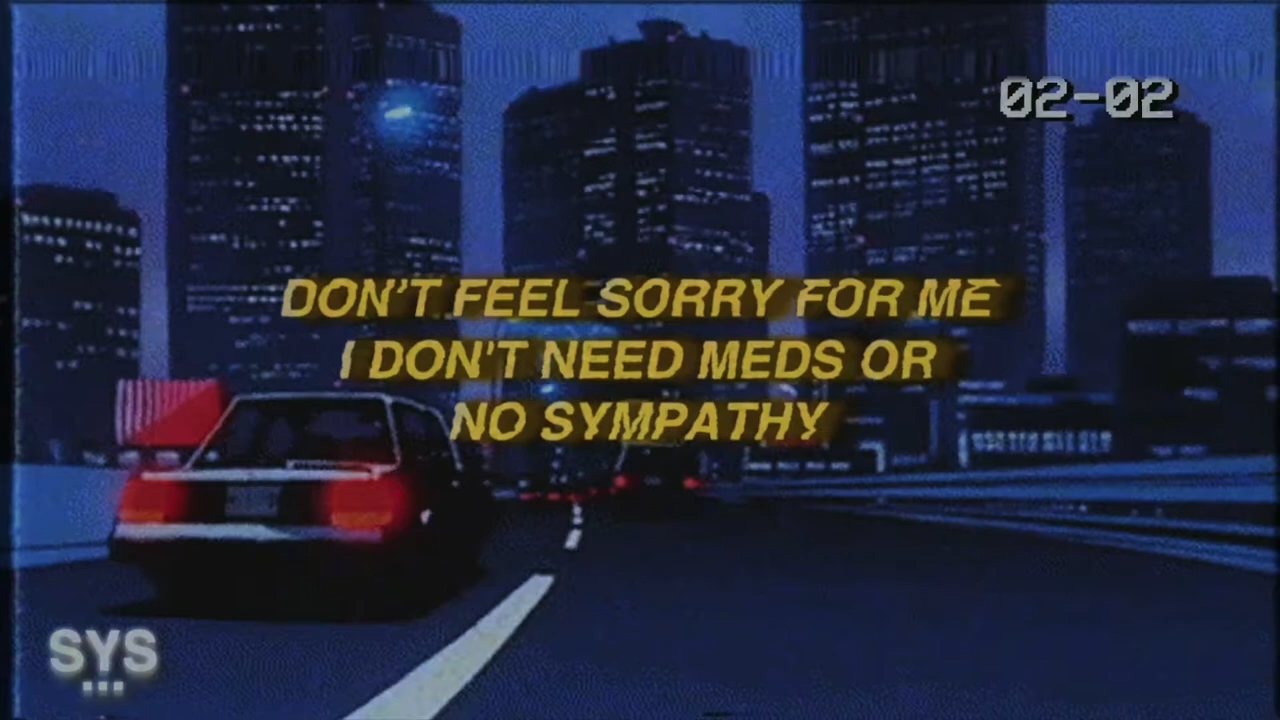 02-02
DON'T FEEL SORRY FOR ME
I DON'T NEED MEDS OR
NO SYMPATHY
SYS